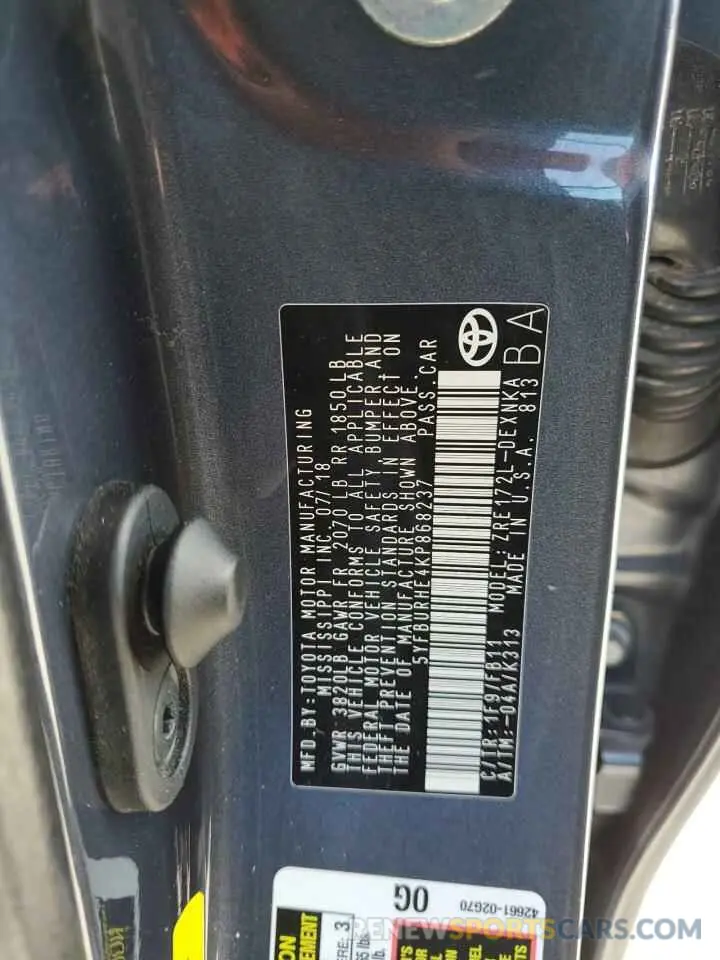 MFD. BY: TOYOTA MOTOR MANUFACTURING
MISSISSIPPI INC. 07/18
GVWR 3820LB GAWR FR 2070 LB RR 1850 LB
THIS VEHICLE CONFORMS TO ALL APPLICABLE
FEDERAL MOTOR VEHICLE SAFETY, BUMPER AND
THEFT PREVENTION STANDARDS IN EFFECT ON
THE DATE OF MANUFACTURE SHOWN ABOVE.
5YFBURHE4KP868237 PASS. CAR
C/TR: 1F9/FB11 MODEL: ZRE172L-DEXNKA
A/TM: -04A/K313 MADE IN U.S.A. 813
BA
42661-02G70
0G
RENEWSPORTSCARS.COM